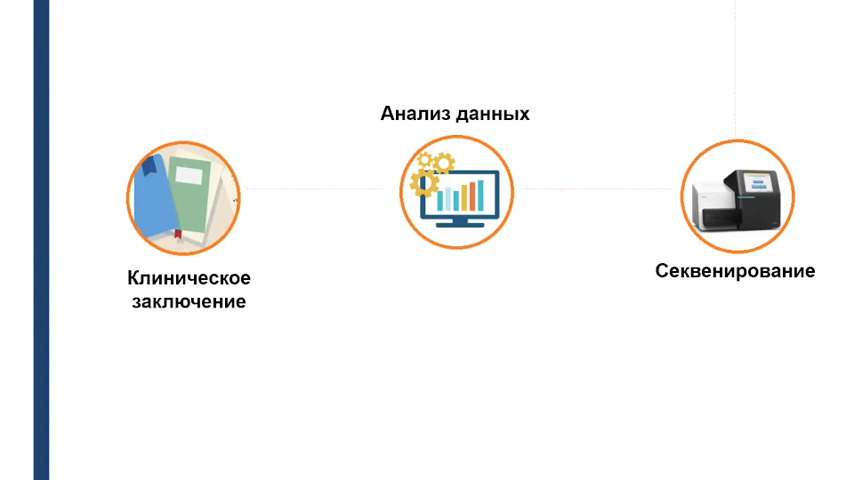 Анализ данных
Клиническое
заключение
Секвенирование